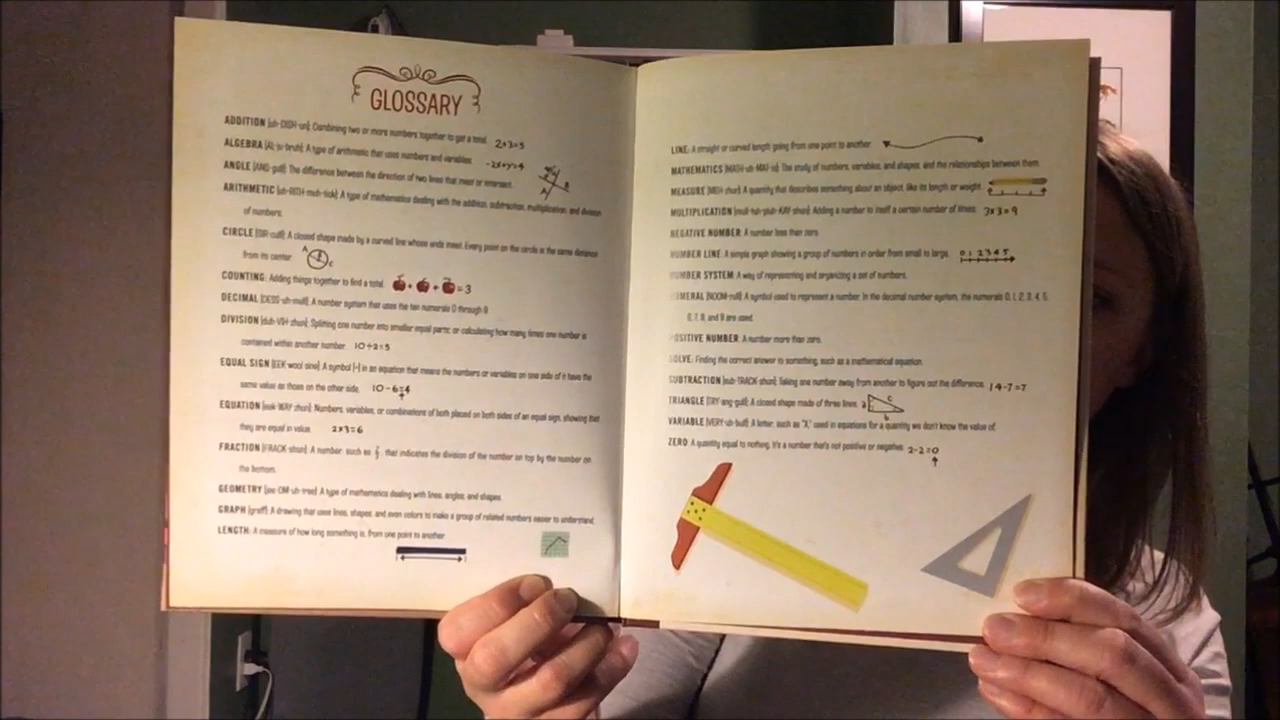 GLOSSARY
ADDITION [uh-DISH-un]: Combining two or more numbers together to get a total. 2+3=5
ALGEBRA [AL-ju-bruh]: A type of arithmetic that uses numbers and variables. -2x+y=4
ANGLE [ANG-gull]: The difference between the direction of two lines that meet or intersect.
ARITHMETIC [uh-RITH-muh-tick]: A type of mathematics dealing with the addition, subtraction, multiplication, and division
of numbers.
CIRCLE [SIR-cull]: A closed shape made by a curved line whose ends meet. Every point on the circle is the same distance
from its center.
COUNTING: Adding things together to find a total. + + =3
DECIMAL [DESS-uh-mull]: A number system that uses the ten numerals 0 through 9.
DIVISION [duh-VIH-zhun]: Splitting one number into smaller equal parts; or calculating how many times one number is
contained within another number. 10÷2=5
EQUAL SIGN [EEK-wool sine]: A symbol [=] in an equation that means the numbers or variables on one side of it have the
same value as those on the other side. 10-6=4
EQUATION [eek-WAY-zhun]: Numbers, variables, or combinations of both placed on both sides of an equal sign, showing that
they are equal in value. 2x3=6
FRACTION [FRACK-shun]: A number, such as that indicates the division of the number on top by the number on
the bottom.
GEOMETRY [jee-OM-uh-tree]: A type of mathematics dealing with lines, angles, and shapes.
GRAPH [graff]: A drawing that uses lines, shapes, and even colors to make a group of related numbers easier to understand.
LENGTH: A measure of how long something is, from one point to another.
LINE: A straight or curved length going from one point to another.
MATHEMATICS [MATH-uh-MAT-ix]: The study of numbers, variables, and shapes, and the relationships between them.
MEASURE [MEH-zhur]: A quantity that describes something about an object, like its length or weight.
MULTIPLICATION [mull-tuh-pluh-KAY-shun]: Adding a number to itself a certain number of times. 3x3=9
NEGATIVE NUMBER: A number less than zero.
NUMBER LINE: A simple graph showing a group of numbers in order from small to large. 0 1 2 3 4 5
NUMBER SYSTEM: A way of representing and organizing a set of numbers.
NUMERAL [NOOM-rull]: A symbol used to represent a number. In the decimal number system, the numerals 0, 1, 2, 3, 4, 5,
6, 7, 8, and 9 are used.
POSITIVE NUMBER: A number more than zero.
SOLVE: Finding the correct answer to something, such as a mathematical equation.
SUBTRACTION [sub-TRACK-shun]: Taking one number away from another to figure out the difference. 14-7=7
TRIANGLE [TRY-ang-gull]: A closed shape made of three lines. a c b
VARIABLE [VERY-uh-bull]: A letter, such as "X," used in equations for a quantity we don't know the value of.
ZERO: A quantity equal to nothing. It's a number that's not positive or negative. 2-2=0